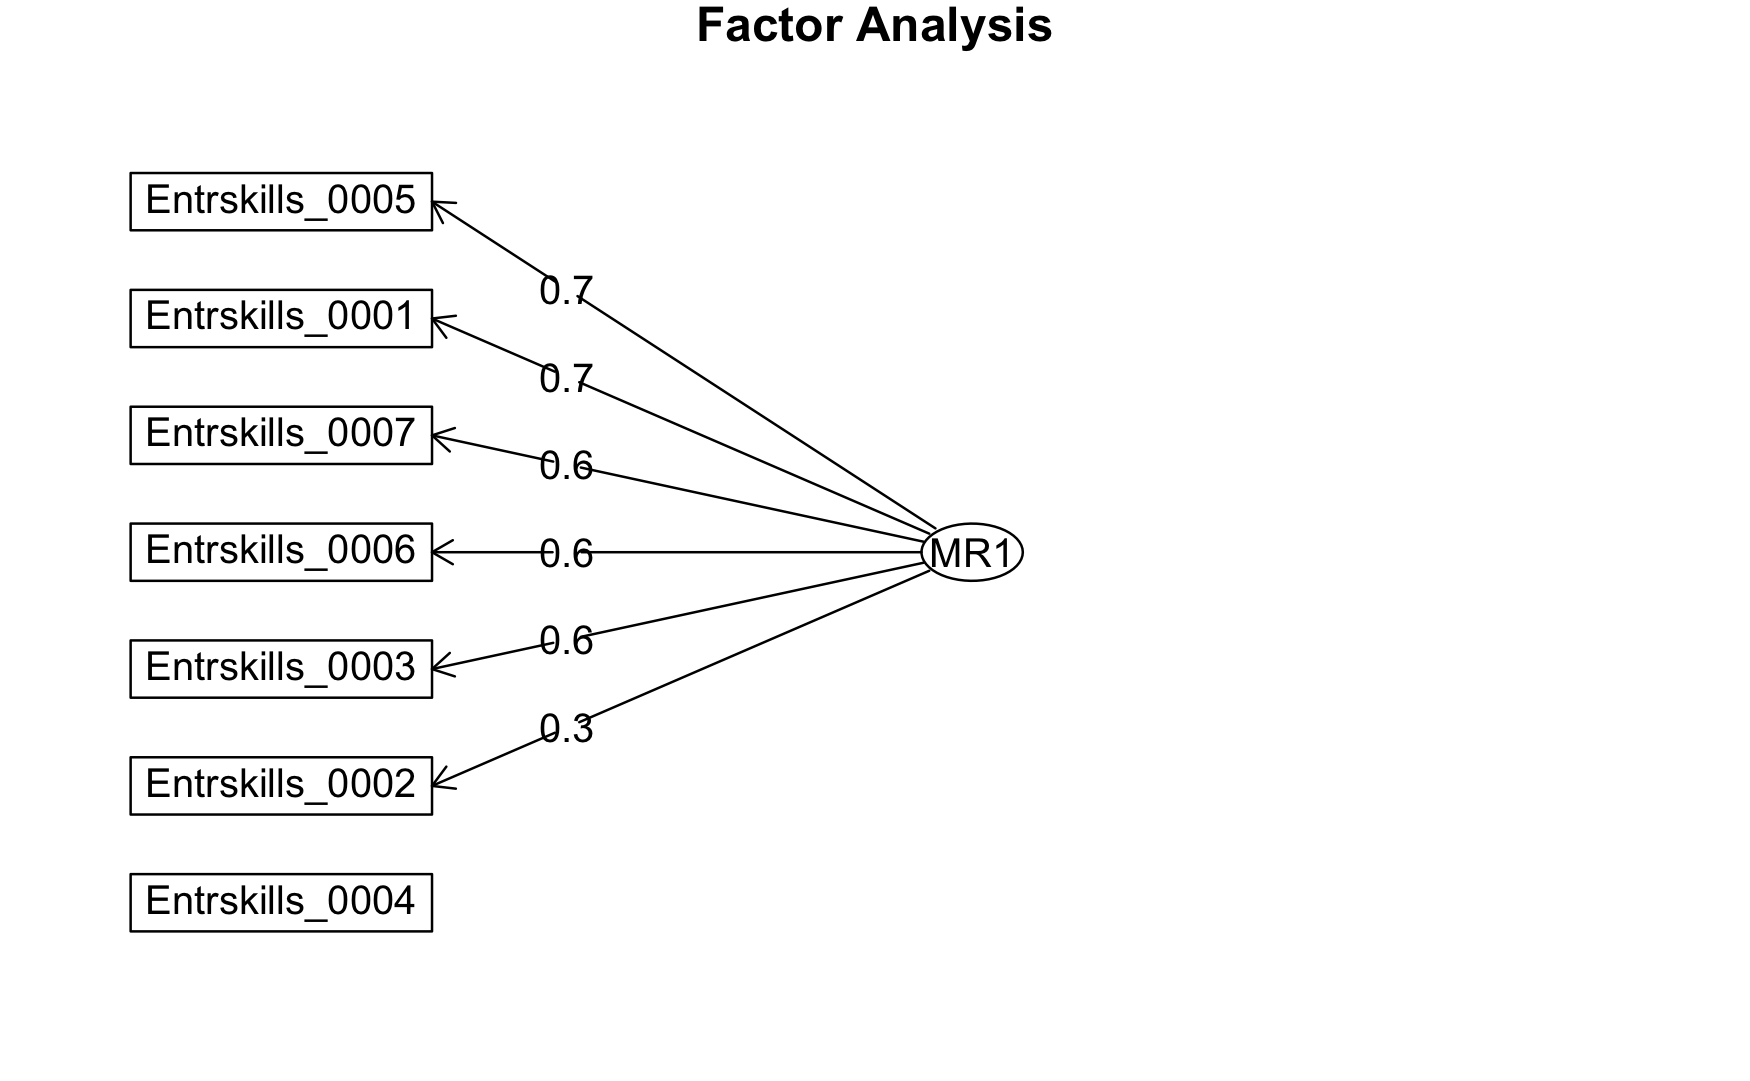 Factor Analysis
Entrskills_0005
0.7
Entrskills_0001
0.7
Entrskills_0007
0.6
Entrskills_0006
0.6
MR1
Entrskills_0003
0.6
Entrskills_0002
0.3
Entrskills_0004